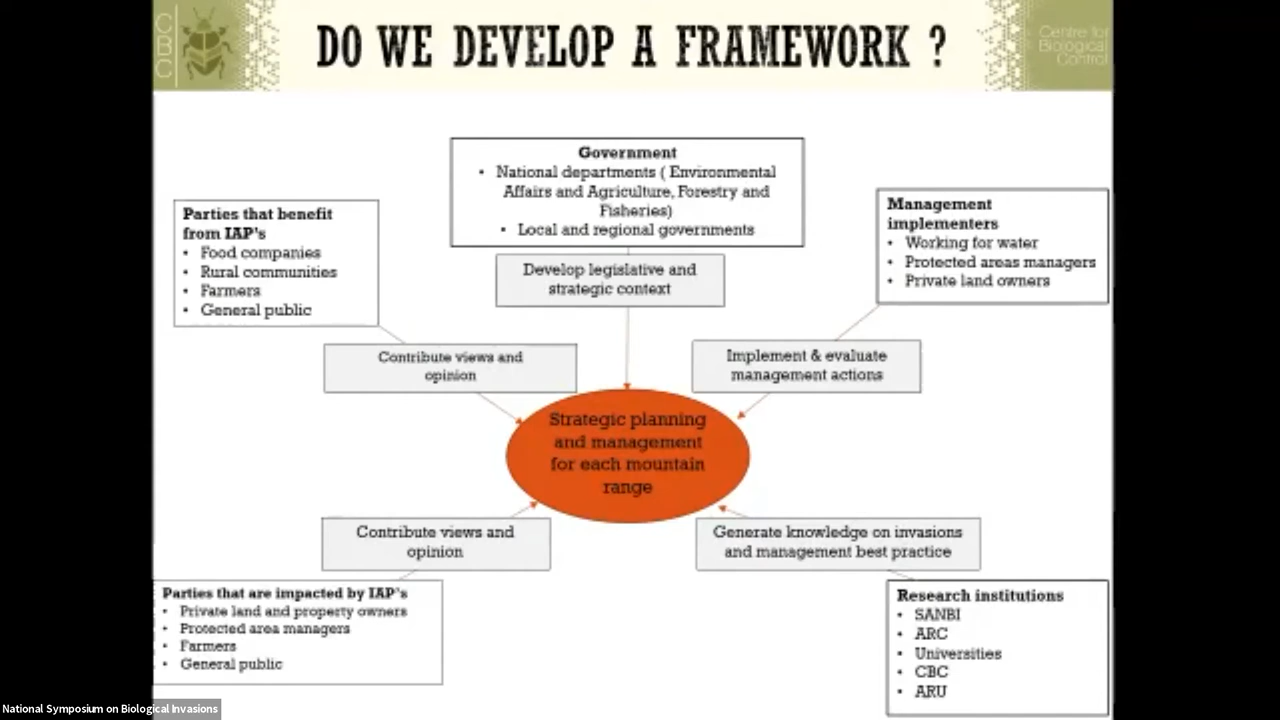 CBC
DO WE DEVELOP A FRAMEWORK ?
Centre for
Biological
Control
Government
• National departments ( Environmental
Affairs and Agriculture, Forestry and
Fisheries)
• Local and regional governments
Develop legislative and
strategic context
Parties that benefit
from IAP's
• Food companies
• Rural communities
• Farmers
• General public
Contribute views and
opinion
Management
implementers
• Working for water
• Protected areas managers
• Private land owners
Implement & evaluate
management actions
Strategic planning
and management
for each mountain
range
Contribute views and
opinion
Parties that are impacted by IAP's
• Private land and property owners
• Protected area managers
• Farmers
• General public
Generate knowledge on invasions
and management best practice
Research institutions
• SANBI
• ARC
• Universities
• CBC
• ARU
National Symposium on Biological Invasions